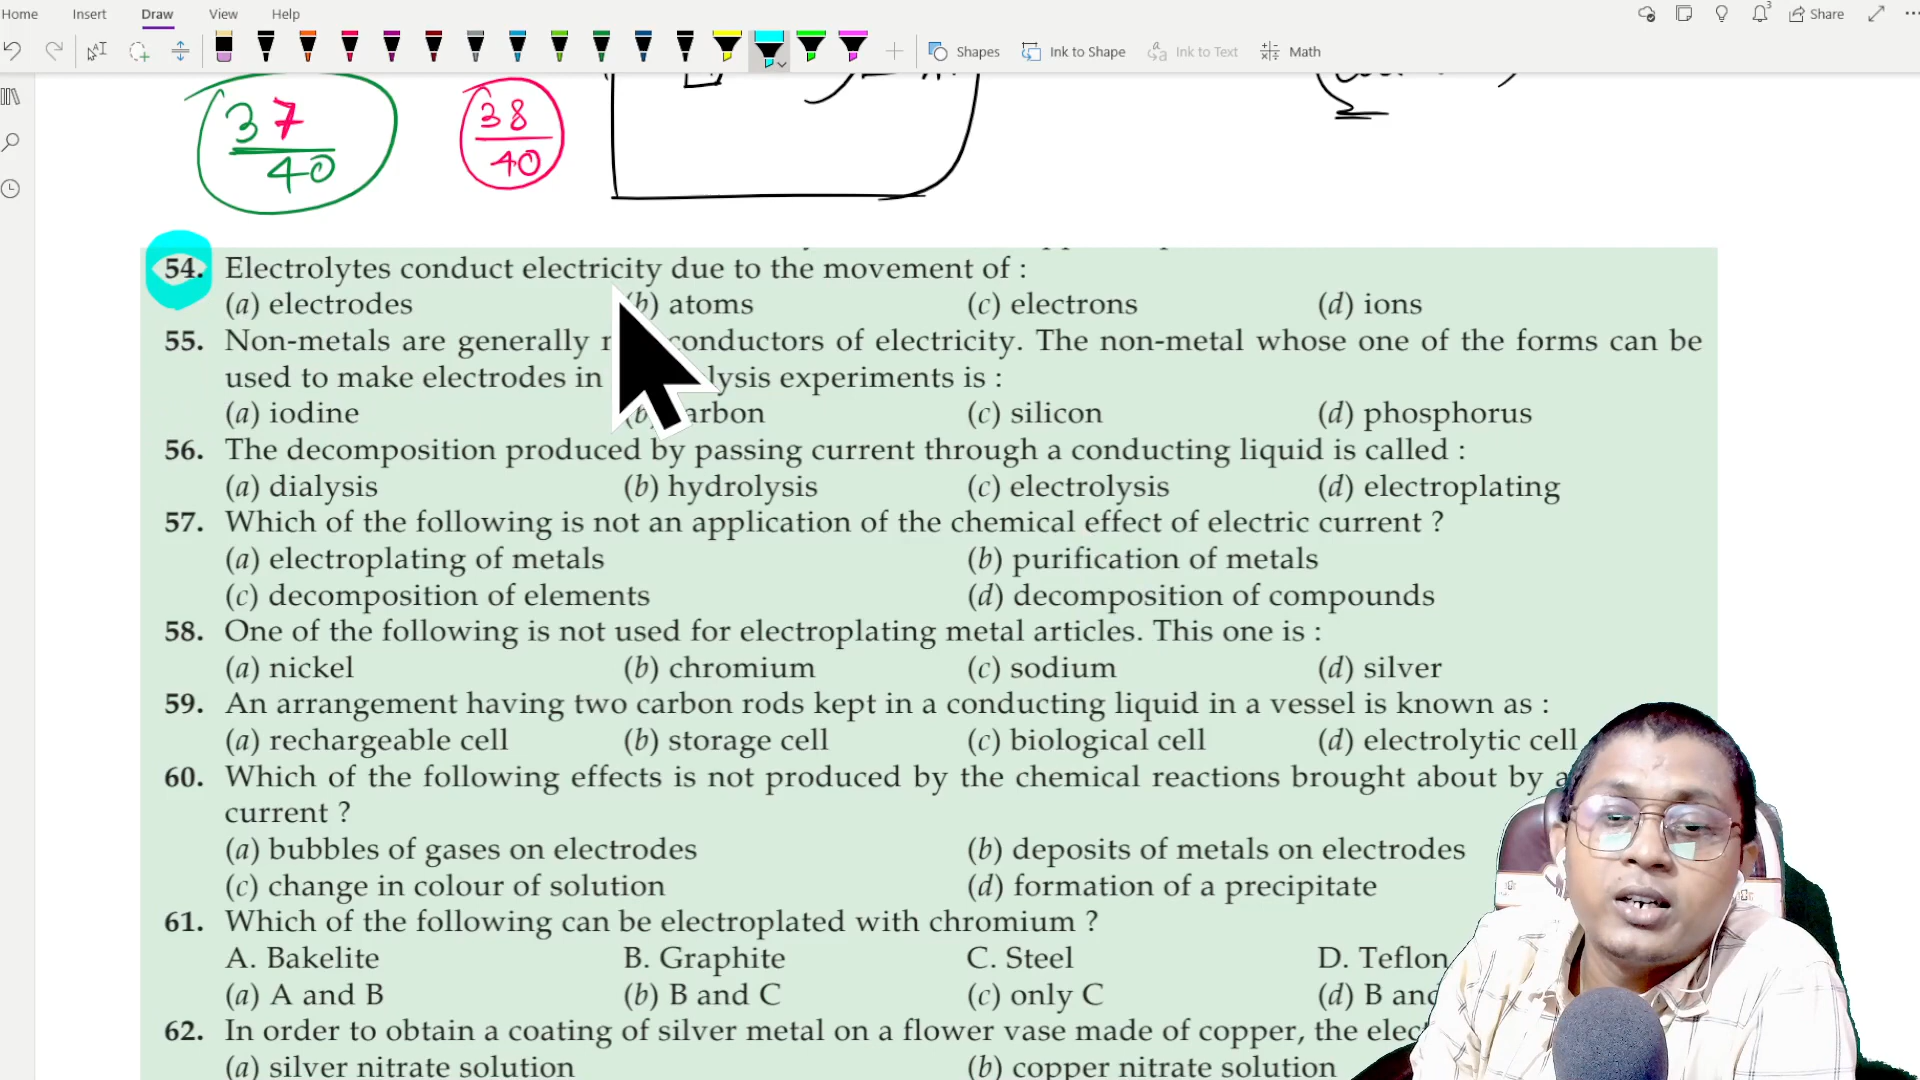 Home Insert Draw View Help
3 Share
Shapes Ink to Shape Ink to Text Math
37
40
38
40
54. Electrolytes conduct electricity due to the movement of :
(a) electrodes (b) atoms (c) electrons (d) ions
55. Non-metals are generally conductors of electricity. The non-metal whose one of the forms can be
used to make electrodes in experiments is :
(a) iodine (b) (c) silicon (d) phosphorus
56. The decomposition produced by passing current through a conducting liquid is called :
(a) dialysis (b) hydrolysis (c) electrolysis (d) electroplating
57. Which of the following is not an application of the chemical effect of electric current ?
(a) electroplating of metals (b) purification of metals
(c) decomposition of elements (d) decomposition of compounds
58. One of the following is not used for electroplating metal articles. This one is :
(a) nickel (b) chromium (c) sodium (d) silver
59. An arrangement having two carbon rods kept in a conducting liquid in a vessel is known as :
(a) rechargeable cell (b) storage cell (c) biological cell (d) electrolytic cell
60. Which of the following effects is not produced by the chemical reactions brought about by
current ?
(a) bubbles of gases on electrodes (b) deposits of metals on electrodes
(c) change in colour of solution (d) formation of a precipitate
61. Which of the following can be electroplated with chromium ?
A. Bakelite B. Graphite C. Steel D. Teflon
(a) A and B (b) B and C (c) only C (d) B
62. In order to obtain a coating of silver metal on a flower vase made of copper, the
(a) silver nitrate solution (b) copper nitrate solution